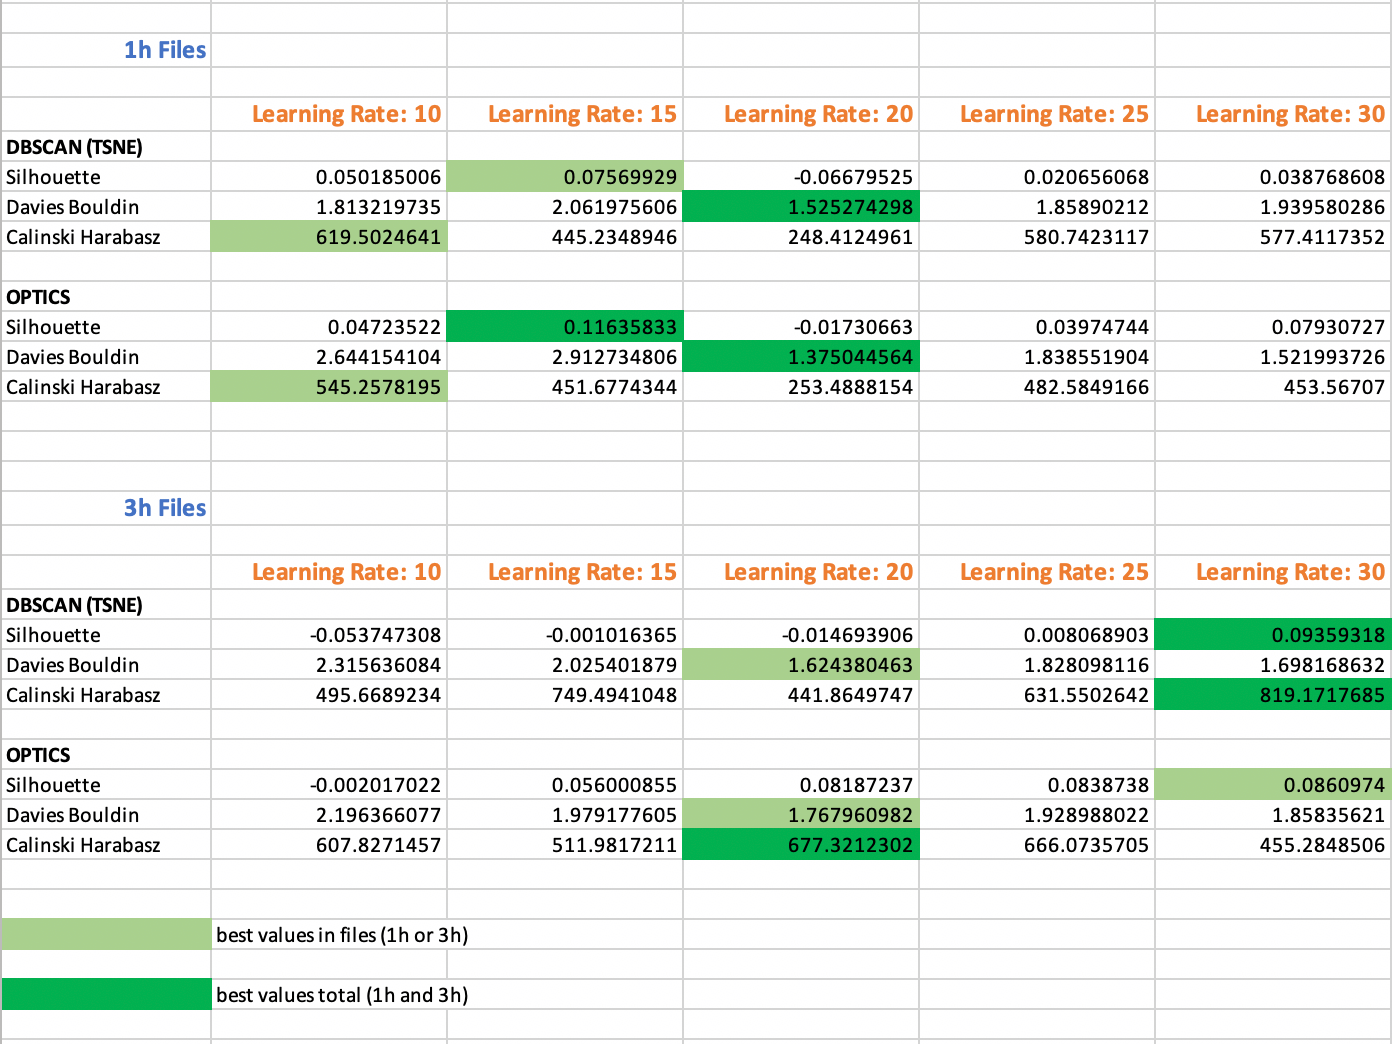 1h Files
Learning Rate: 10 Learning Rate: 15 Learning Rate: 20 Learning Rate: 25 Learning Rate: 30
DBSCAN (TSNE)
Silhouette 0.050185006 0.07569929 -0.06679525 0.020656068 0.038768608
Davies Bouldin 1.813219735 2.061975606 1.525274298 1.85890212 1.939580286
Calinski Harabasz 619.5024641 445.2348946 248.4124961 580.7423117 577.4117352
OPTICS
Silhouette 0.04723522 0.11635833 -0.01730663 0.03974744 0.07930727
Davies Bouldin 2.644154104 2.912734806 1.375044564 1.838551904 1.521993726
Calinski Harabasz 545.2578195 451.6774344 253.4888154 482.5849166 453.56707
3h Files
Learning Rate: 10 Learning Rate: 15 Learning Rate: 20 Learning Rate: 25 Learning Rate: 30
DBSCAN (TSNE)
Silhouette -0.053747308 -0.001016365 -0.014693906 0.008068903 0.09359318
Davies Bouldin 2.315636084 2.025401879 1.624380463 1.828098116 1.698168632
Calinski Harabasz 495.6689234 749.4941048 441.8649747 631.5502642 819.1717685
OPTICS
Silhouette -0.002017022 0.056000855 0.08187237 0.0838738 0.0860974
Davies Bouldin 2.196366077 1.979177605 1.767960982 1.928988022 1.85835621
Calinski Harabasz 607.8271457 511.9817211 677.3212302 666.0735705 455.2848506
best values in files (1h or 3h)
best values total (1h and 3h)